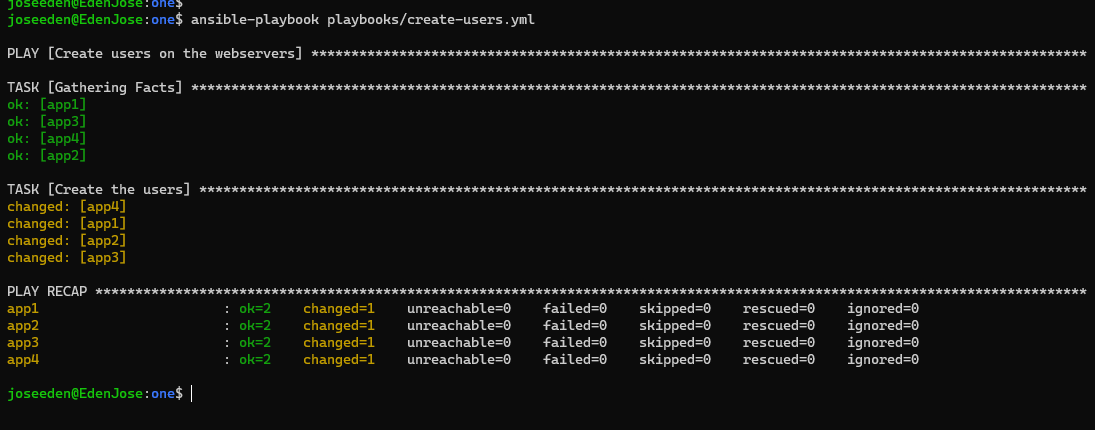 joseeden@EdenJose:one$
joseeden@EdenJose:one$ ansible-playbook playbooks/create-users.yml
PLAY [Create users on the webservers] *************************************************************************************************
TASK [Gathering Facts] ****************************************************************************************************************
ok: [app1]
ok: [app3]
ok: [app4]
ok: [app2]
TASK [Create the users] ***************************************************************************************************************
changed: [app4]
changed: [app1]
changed: [app2]
changed: [app3]
PLAY RECAP ****************************************************************************************************************************
app1                       : ok=2    changed=1    unreachable=0    failed=0    skipped=0    rescued=0    ignored=0
app2                       : ok=2    changed=1    unreachable=0    failed=0    skipped=0    rescued=0    ignored=0
app3                       : ok=2    changed=1    unreachable=0    failed=0    skipped=0    rescued=0    ignored=0
app4                       : ok=2    changed=1    unreachable=0    failed=0    skipped=0    rescued=0    ignored=0
joseeden@EdenJose:one$